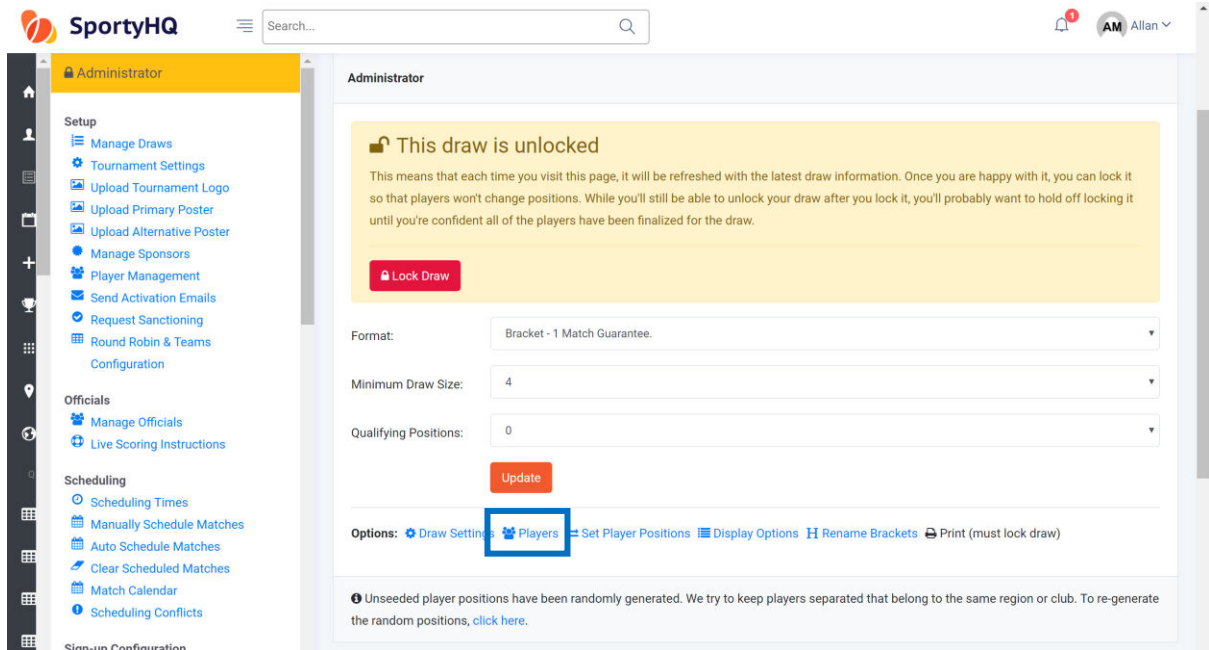 SportyHQ
Search...
1
AM Allan
Administrator
Setup
Manage Draws
Tournament Settings
Upload Tournament Logo
Upload Primary Poster
Upload Alternative Poster
Manage Sponsors
Player Management
Send Activation Emails
Request Sanctioning
Round Robin & Teams
Configuration
Officials
Manage Officials
Live Scoring Instructions
Scheduling
Scheduling Times
Manually Schedule Matches
Auto Schedule Matches
Clear Scheduled Matches
Match Calendar
Scheduling Conflicts
Sign-up Configuration
Administrator
This draw is unlocked
This means that each time you visit this page, it will be refreshed with the latest draw information. Once you are happy with it, you can lock it
so that players won't change positions. While you'll still be able to unlock your draw after you lock it, you'll probably want to hold off locking it
until you're confident all of the players have been finalized for the draw.
Lock Draw
Format: Bracket - 1 Match Guarantee.
Minimum Draw Size: 4
Qualifying Positions: 0
Update
Options: Draw Settings Players Set Player Positions Display Options Rename Brackets Print (must lock draw)
Unseeded player positions have been randomly generated. We try to keep players separated that belong to the same region or club. To re-generate
the random positions, click here.